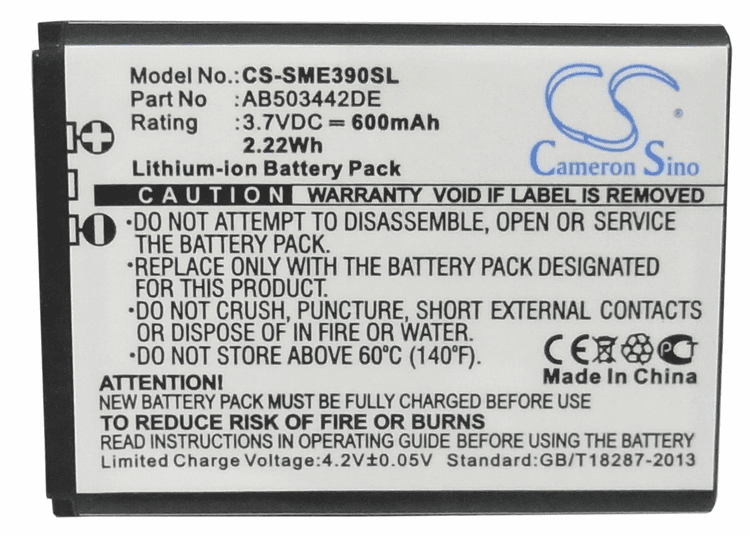 Model No.: CS-SME390SL
Part No : AB503442DE
Rating : 3.7VDC = 600mAh
2.22Wh
Lithium-ion Battery Pack
CS
Cameron Sino
CAUTION WARRANTY VOID IF LABEL IS REMOVED
•DO NOT ATTEMPT TO DISASSEMBLE, OPEN OR SERVICE
THE BATTERY PACK.
•REPLACE ONLY WITH THE BATTERY PACK DESIGNATED
FOR THIS PRODUCT.
•DO NOT CRUSH, PUNCTURE, SHORT EXTERNAL CONTACTS
OR DISPOSE OF IN FIRE OR WATER.
•DO NOT HEAT ABOVE 60°C (140°F).
CE PCT
Made In China
ATTENTION!
NEW BATTERY PACK MUST BE FULLY CHARGED BEFORE USE
TO REDUCE RISK OF FIRE OR BURNS
READ INSTRUCTIONS IN OPERATING GUIDE BEFORE USE
Limited Charge Voltage:4.2V±0.05V Standard:GB/T18287-2013